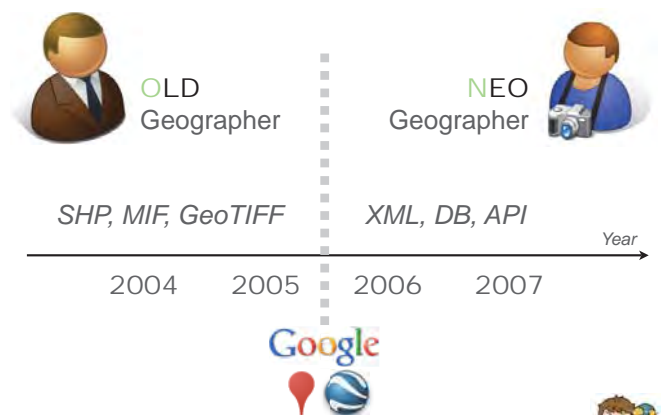 OLD
Geographer
NEO
Geographer
SHP, MIF, GeoTIFF
XML, DB, API
Year
2004 2005 2006 2007
Google